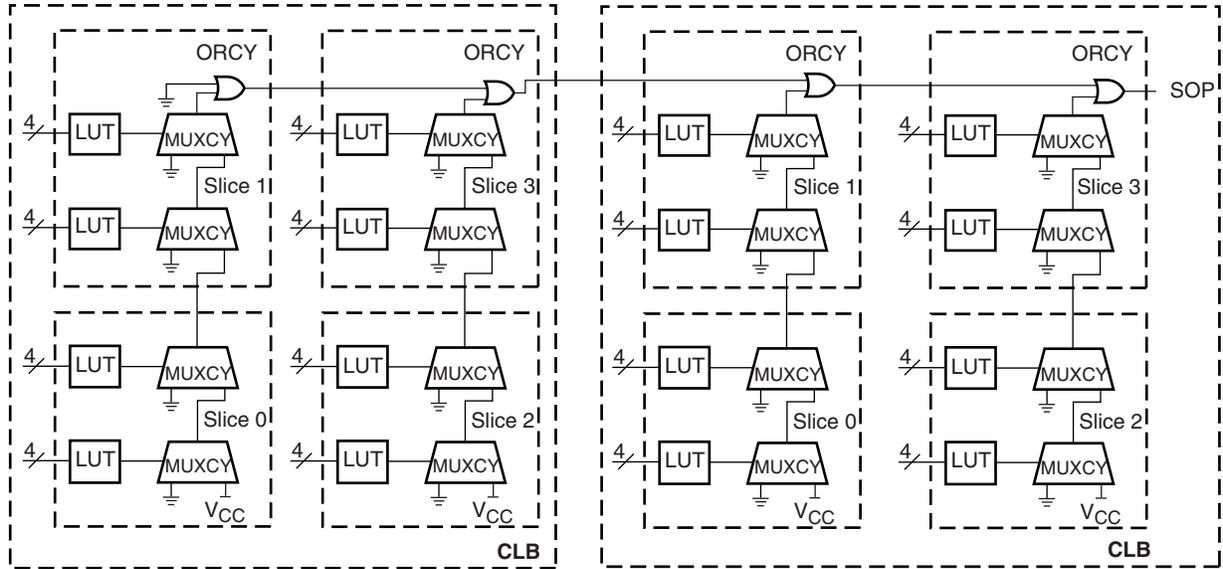 ORCY ORCY ORCY ORCY
SOP
4 LUT MUXCY 4 LUT MUXCY 4 LUT MUXCY 4 LUT MUXCY
Slice 1 Slice 3 Slice 1 Slice 3
4 LUT MUXCY 4 LUT MUXCY 4 LUT MUXCY 4 LUT MUXCY
4 LUT MUXCY 4 LUT MUXCY 4 LUT MUXCY 4 LUT MUXCY
Slice 0 Slice 2 Slice 0 Slice 2
4 LUT MUXCY 4 LUT MUXCY 4 LUT MUXCY 4 LUT MUXCY
VCC VCC VCC VCC
CLB CLB